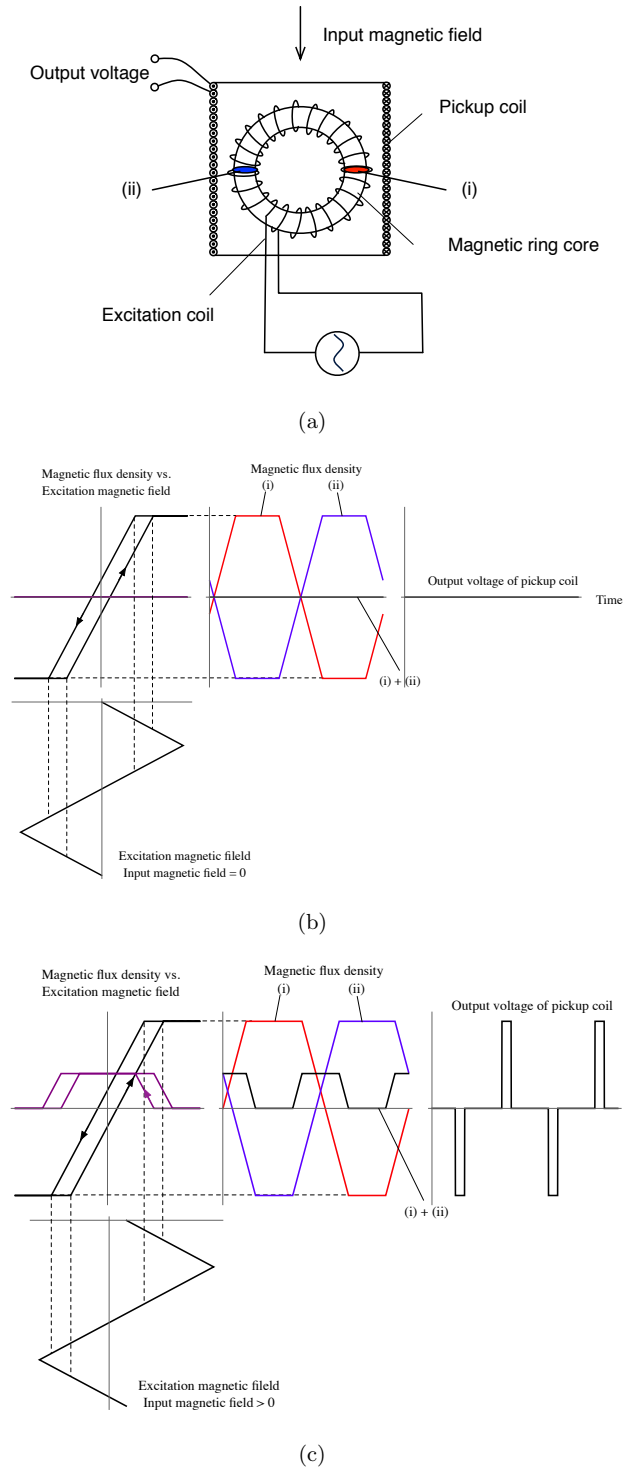 Input magnetic field
Output voltage
Pickup coil
(ii)
(i)
Magnetic ring core
Excitation coil
(a)
Magnetic flux density vs.
Excitation magnetic field
Magnetic flux density
(i)
(ii)
Output voltage of pickup coil
Time
(i) + (ii)
Excitation magnetic fileld
Input magnetic field = 0
(b)
Magnetic flux density vs.
Excitation magnetic field
Magnetic flux density
(i)
(ii)
Output voltage of pickup coil
(i) + (ii)
Excitation magnetic fileld
Input magnetic field > 0
(c)